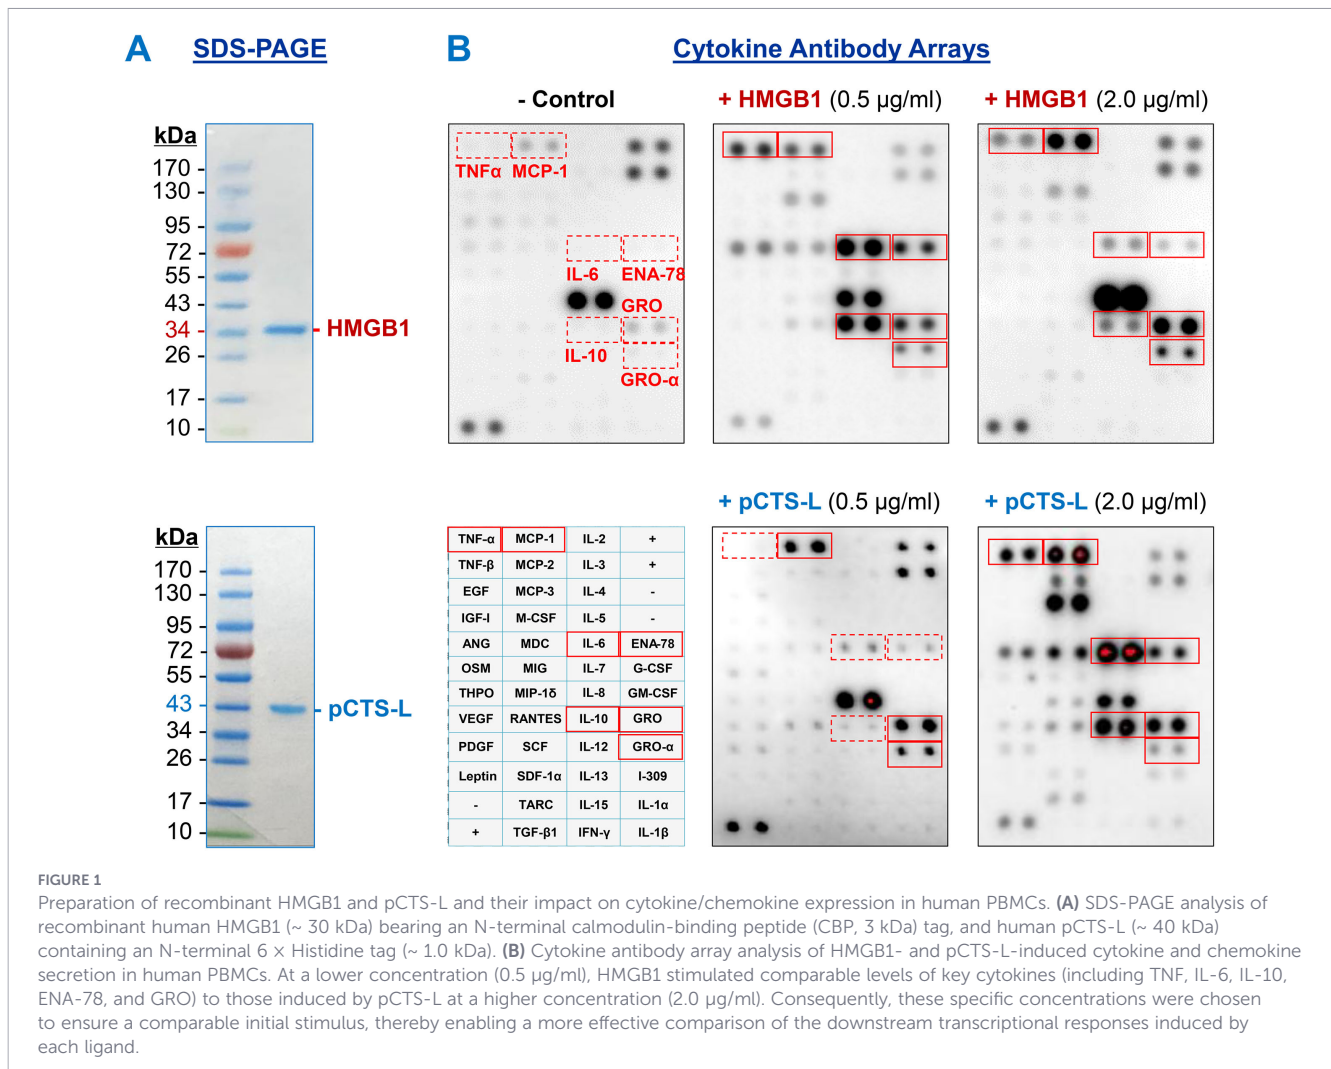 A SDS-PAGE
B Cytokine Antibody Arrays
- Control
+ HMGB1 (0.5 µg/ml)
+ HMGB1 (2.0 µg/ml)
kDa
170 -
130 -
95 -
72 -
55 -
43 -
34 -
26 -
17 -
10 -
- HMGB1
TNFα MCP-1
IL-6 ENA-78
GRO
IL-10
GRO-α
+ pCTS-L (0.5 µg/ml)
+ pCTS-L (2.0 µg/ml)
kDa
170 -
130 -
95 -
72 -
55 -
43 -
34 -
26 -
17 -
10 -
- pCTS-L
TNF-α MCP-1 IL-2 +
TNF-β MCP-2 IL-3 +
EGF MCP-3 IL-4 -
IGF-I M-CSF IL-5 -
ANG MDC IL-6 ENA-78
OSM MIG IL-7 G-CSF
THPO MIP-1δ IL-8 GM-CSF
VEGF RANTES IL-10 GRO
PDGF SCF IL-12 GRO-α
Leptin SDF-1α IL-13 I-309
- TARC IL-15 IL-1α
+ TGF-β1 IFN-γ IL-1β
FIGURE 1
Preparation of recombinant HMGB1 and pCTS-L and their impact on cytokine/chemokine expression in human PBMCs. (A) SDS-PAGE analysis of
recombinant human HMGB1 (~ 30 kDa) bearing an N-terminal calmodulin-binding peptide (CBP, 3 kDa) tag, and human pCTS-L (~ 40 kDa)
containing an N-terminal 6 × Histidine tag (~ 1.0 kDa). (B) Cytokine antibody array analysis of HMGB1- and pCTS-L-induced cytokine and chemokine
secretion in human PBMCs. At a lower concentration (0.5 µg/ml), HMGB1 stimulated comparable levels of key cytokines (including TNF, IL-6, IL-10,
ENA-78, and GRO) to those induced by pCTS-L at a higher concentration (2.0 µg/ml). Consequently, these specific concentrations were chosen
to ensure a comparable initial stimulus, thereby enabling a more effective comparison of the downstream transcriptional responses induced by
each ligand.